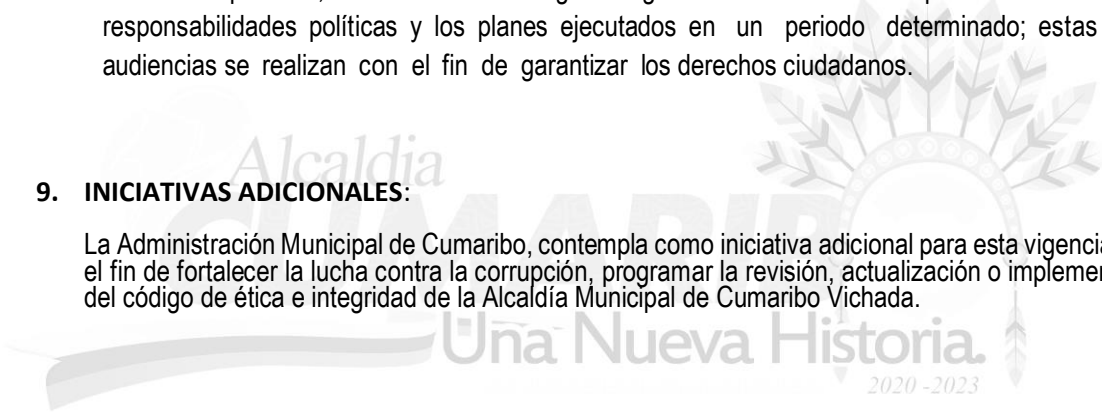 responsabilidades políticas y los planes ejecutados en un periodo determinado; estas
audiencias se realizan con el fin de garantizar los derechos ciudadanos.
Alcaldia
CUMARIBO
9. INICIATIVAS ADICIONALES:
La Administración Municipal de Cumaribo, contempla como iniciativa adicional para esta vigencia
el fin de fortalecer la lucha contra la corrupción, programar la revisión, actualización o implemen
del código de ética e integridad de la Alcaldía Municipal de Cumaribo Vichada.
Una Nueva Historia.
2020 -2023